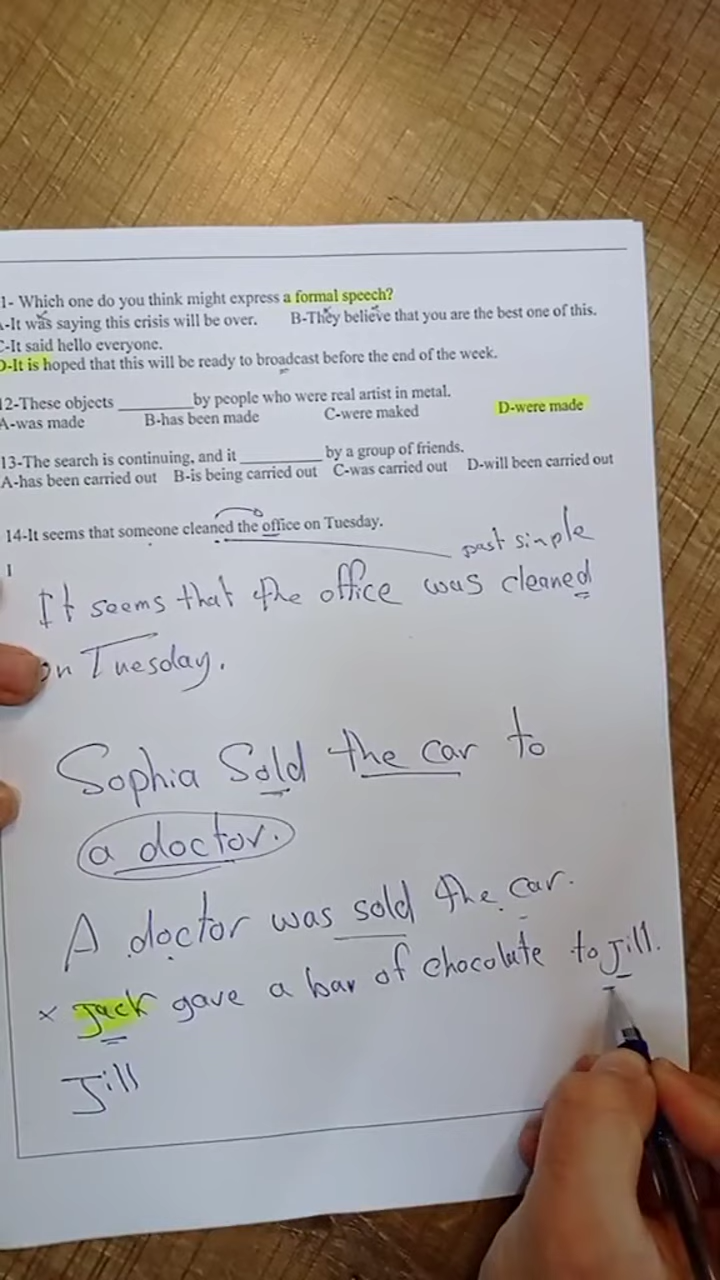 1- Which one do you think might express a formal speech?
-It was saying this crisis will be over. B-They believe that you are the best one of this.
C-It said hello everyone.
D-It is hoped that this will be ready to broadcast before the end of the week.
12-These objects ________by people who were real artist in metal.
A-was made B-has been made C-were maked D-were made
13-The search is continuing, and it _________ by a group of friends.
A-has been carried out B-is being carried out C-was carried out D-will been carried out
14-It seems that someone cleaned the office on Tuesday.
past simple
It seems that the office was cleaned
on Tuesday.
Sophia Sold the car to
a doctor.
A doctor was sold the car.
× Jack gave a bar of chocolate to Jill.
Jill